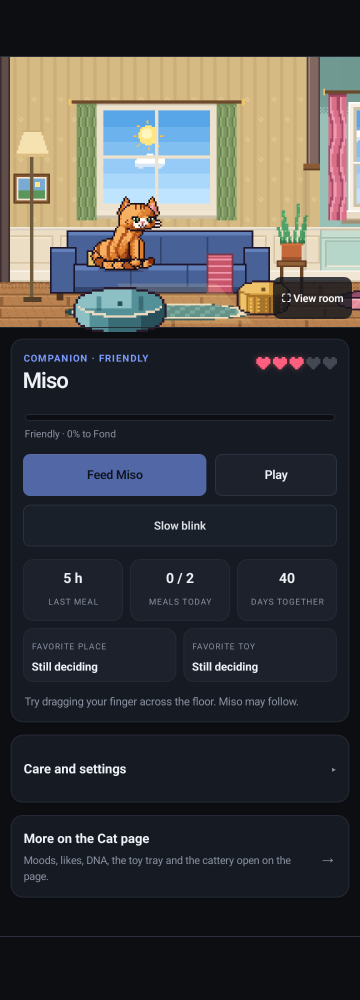 View room
COMPANION · FRIENDLY
Miso
Friendly · 0% to Fond
Feed Miso
Play
Slow blink
5 h
LAST MEAL
0 / 2
MEALS TODAY
40
DAYS TOGETHER
FAVORITE PLACE
Still deciding
FAVORITE TOY
Still deciding
Try dragging your finger across the floor. Miso may follow.
Care and settings
More on the Cat page
Moods, likes, DNA, the toy tray and the cattery open on the
page.